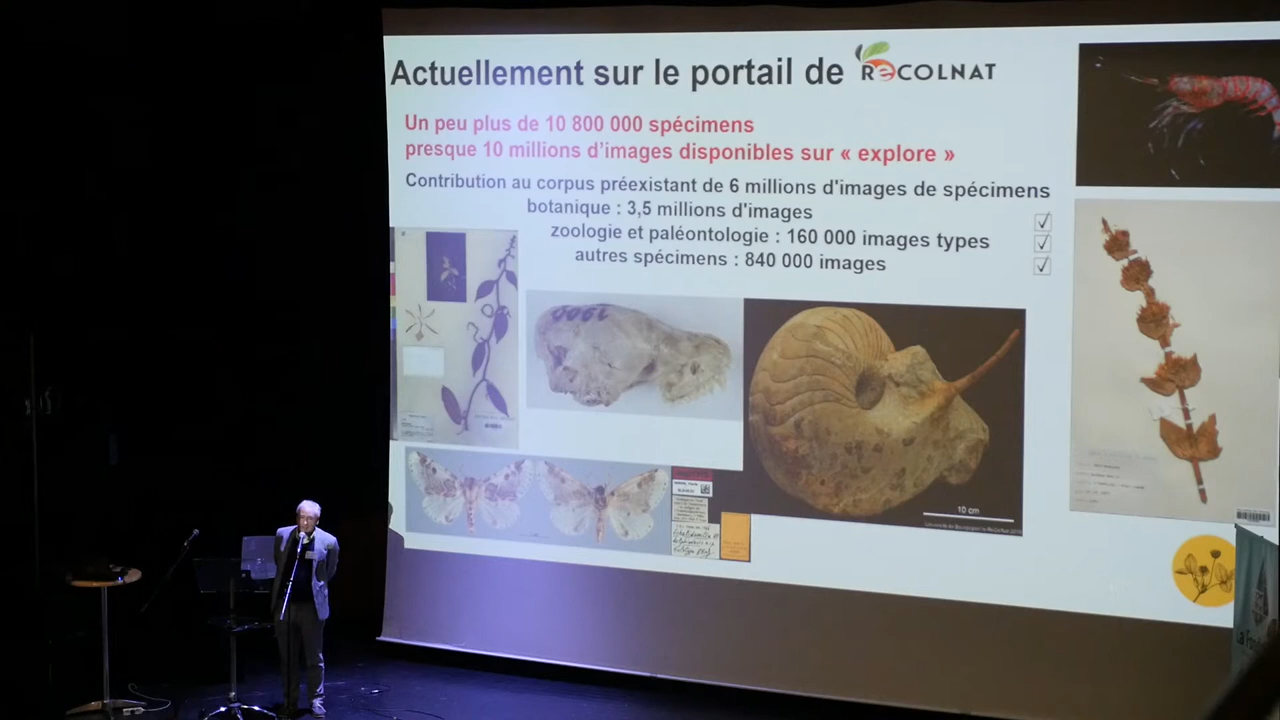 Actuellement sur le portail de RECOLNAT
Un peu plus de 10 800 000 spécimens
presque 10 millions d'images disponibles sur « explore »
Contribution au corpus préexistant de 6 millions d'images de spécimens
botanique : 3,5 millions d'images
zoologie et paléontologie : 160 000 images types
autres spécimens : 840 000 images
10 cm